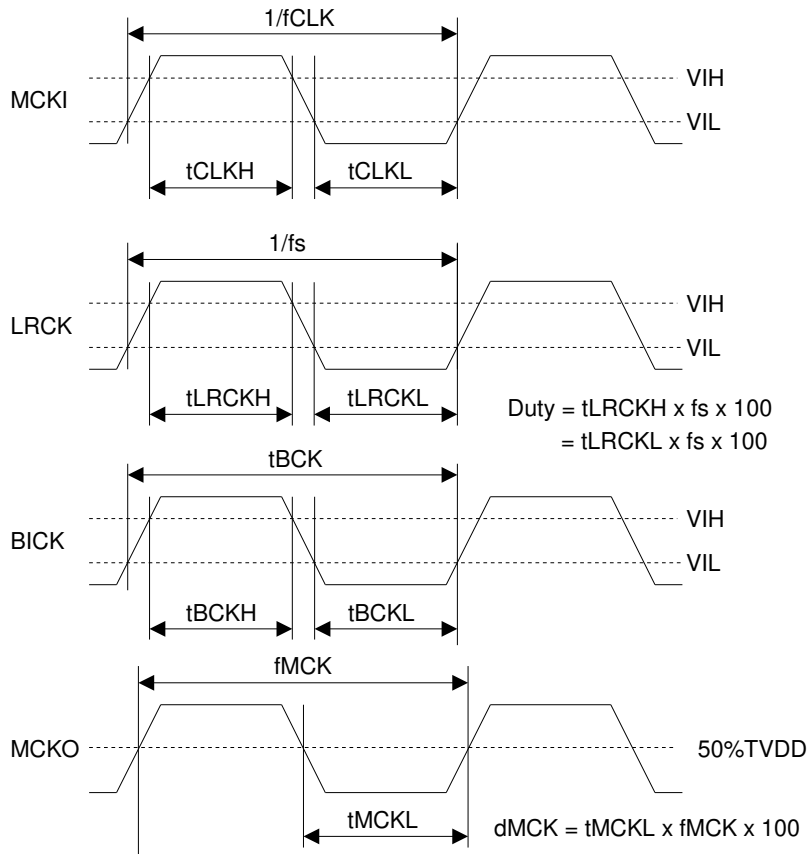 1/fCLK
MCKI
VIH
VIL
tCLKH
tCLKL
1/fs
LRCK
VIH
VIL
tLRCKH
tLRCKL
Duty = tLRCKH x fs x 100
= tLRCKL x fs x 100
tBCK
BICK
VIH
VIL
tBCKH
tBCKL
fMCK
MCKO
50%TVDD
tMCKL
dMCK = tMCKL x fMCK x 100